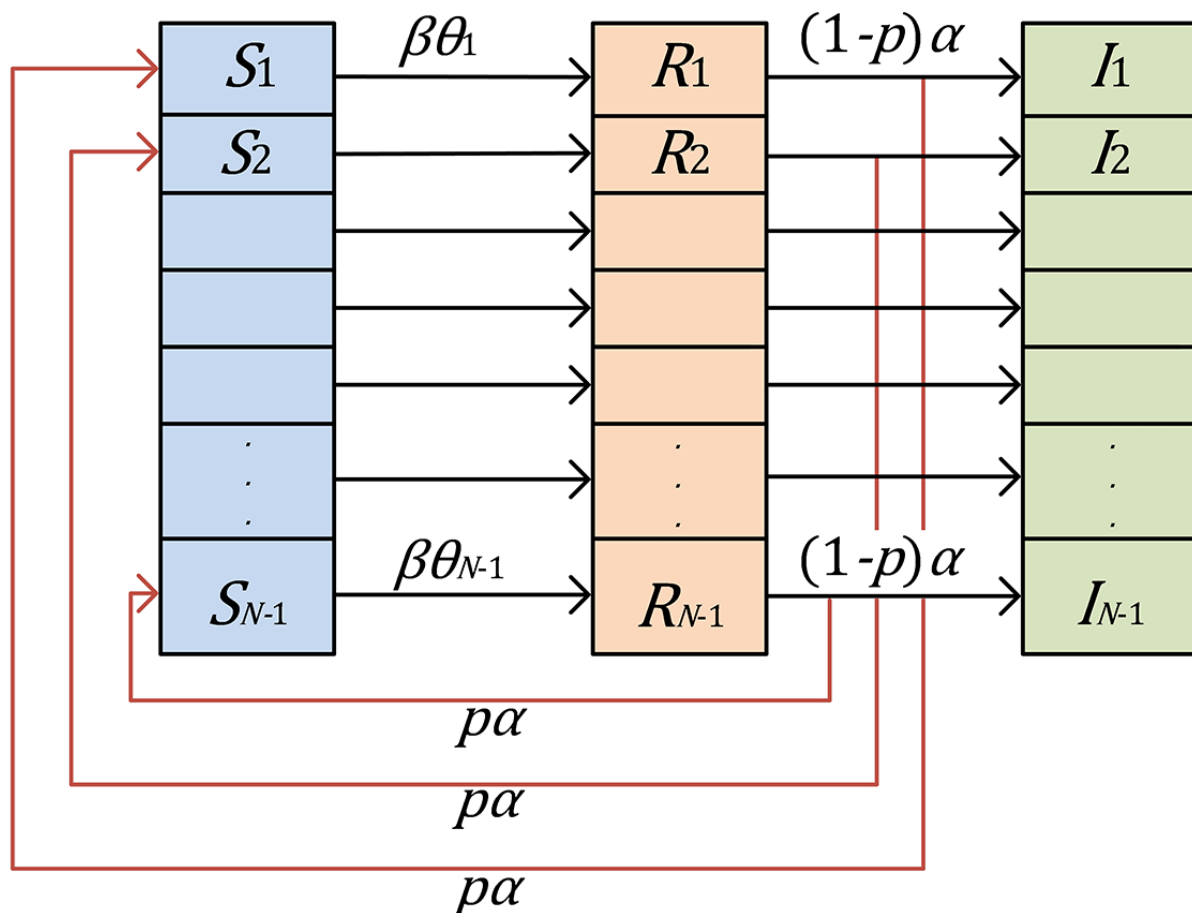 βθ1 (1-p)α
S1 R1 I1
S2 R2 I2
. . .
. . .
. . .
βθN-1 (1-p)α
SN-1 RN-1 IN-1
pα
pα
pα